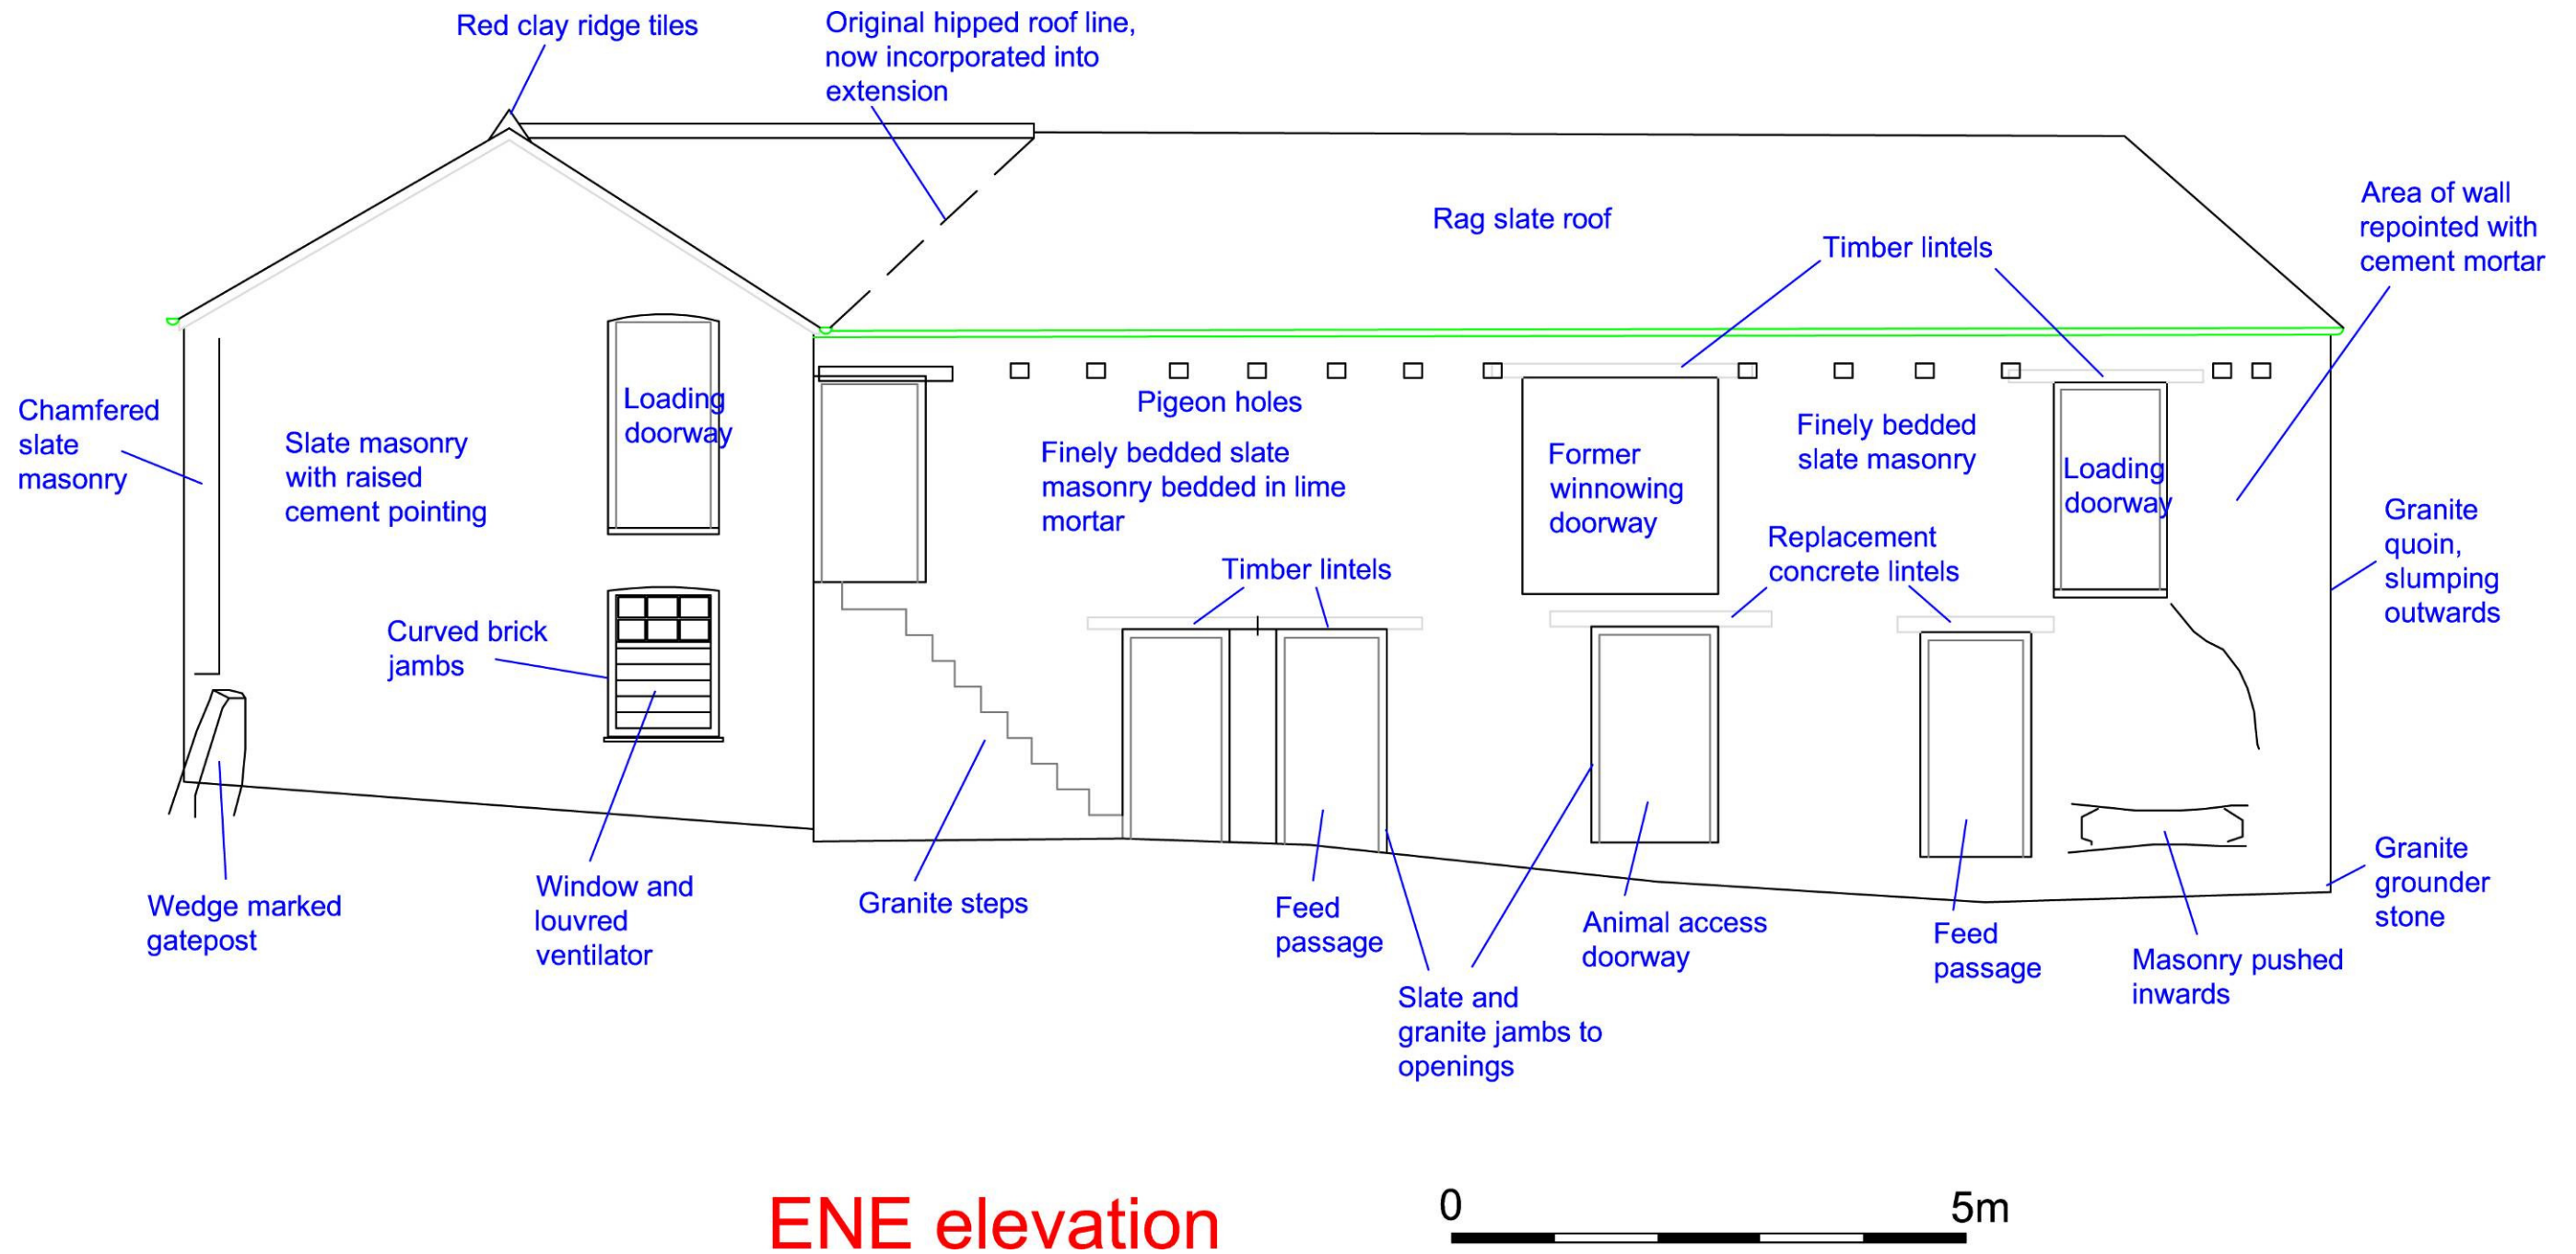 Red clay ridge tiles
Original hipped roof line,
now incorporated into
extension
Rag slate roof
Timber lintels
Area of wall
repointed with
cement mortar
Chamfered
slate
masonry
Slate masonry
with raised
cement pointing
Loading
doorway
Pigeon holes
Finely bedded slate
masonry bedded in lime
mortar
Former
winnowing
doorway
Finely bedded
slate masonry
Loading
doorway
Granite
quoin,
slumping
outwards
Timber lintels
Replacement
concrete lintels
Curved brick
jambs
Wedge marked
gatepost
Window and
louvred
ventilator
Granite steps
Feed
passage
Slate and
granite jambs to
openings
Animal access
doorway
Feed
passage
Masonry pushed
inwards
Granite
grounder
stone
ENE elevation
0 5m